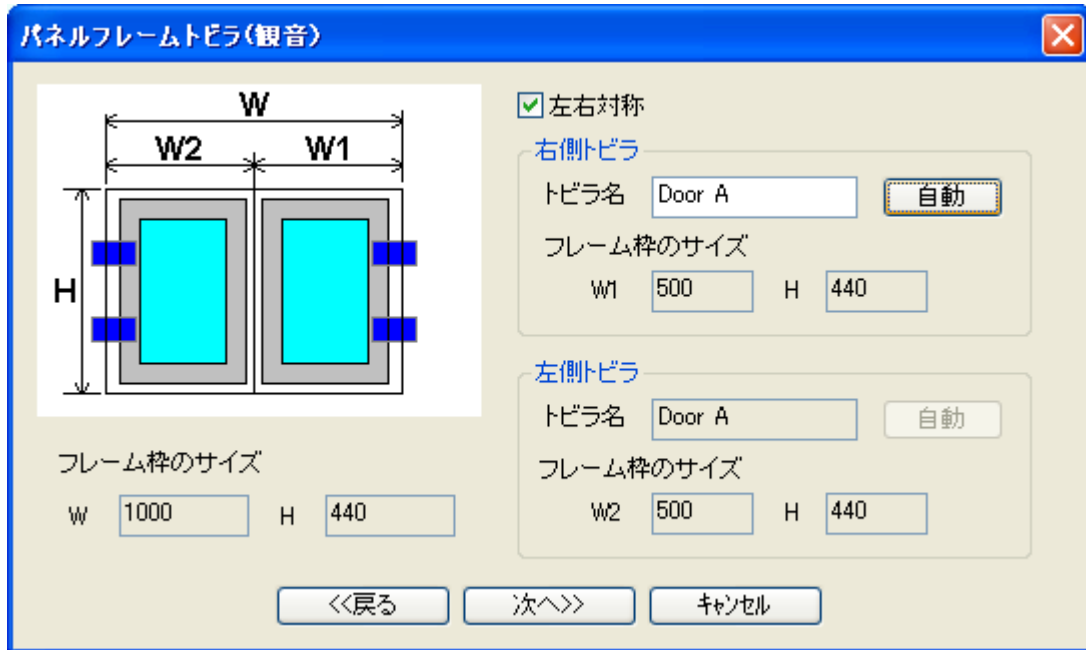 パネルフレームトビラ(観音)
W
W2 W1
H
フレーム枠のサイズ
W 1000 H 440
左右対称
右側トビラ
トビラ名 Door A 自動
フレーム枠のサイズ
W1 500 H 440
左側トビラ
トビラ名 Door A 自動
フレーム枠のサイズ
W2 500 H 440
<<戻る 次へ>> キャンセル